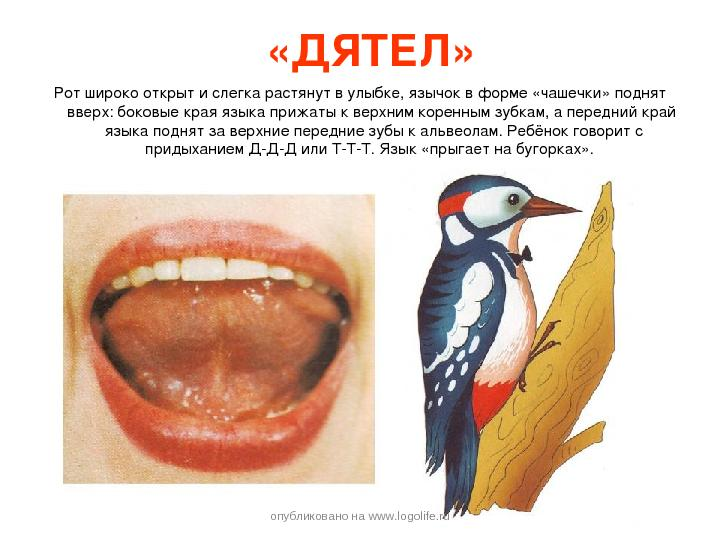 «ДЯТЕЛ»
Рот широко открыт и слегка растянут в улыбке, язычок в форме «чашечки» поднят
вверх: боковые края языка прижаты к верхним коренным зубкам, а передний край
языка поднят за верхние передние зубы к альвеолам. Ребёнок говорит с
придыханием Д-Д-Д или Т-Т-Т. Язык «прыгает на бугорках».
опубликовано на www.logolife.ru